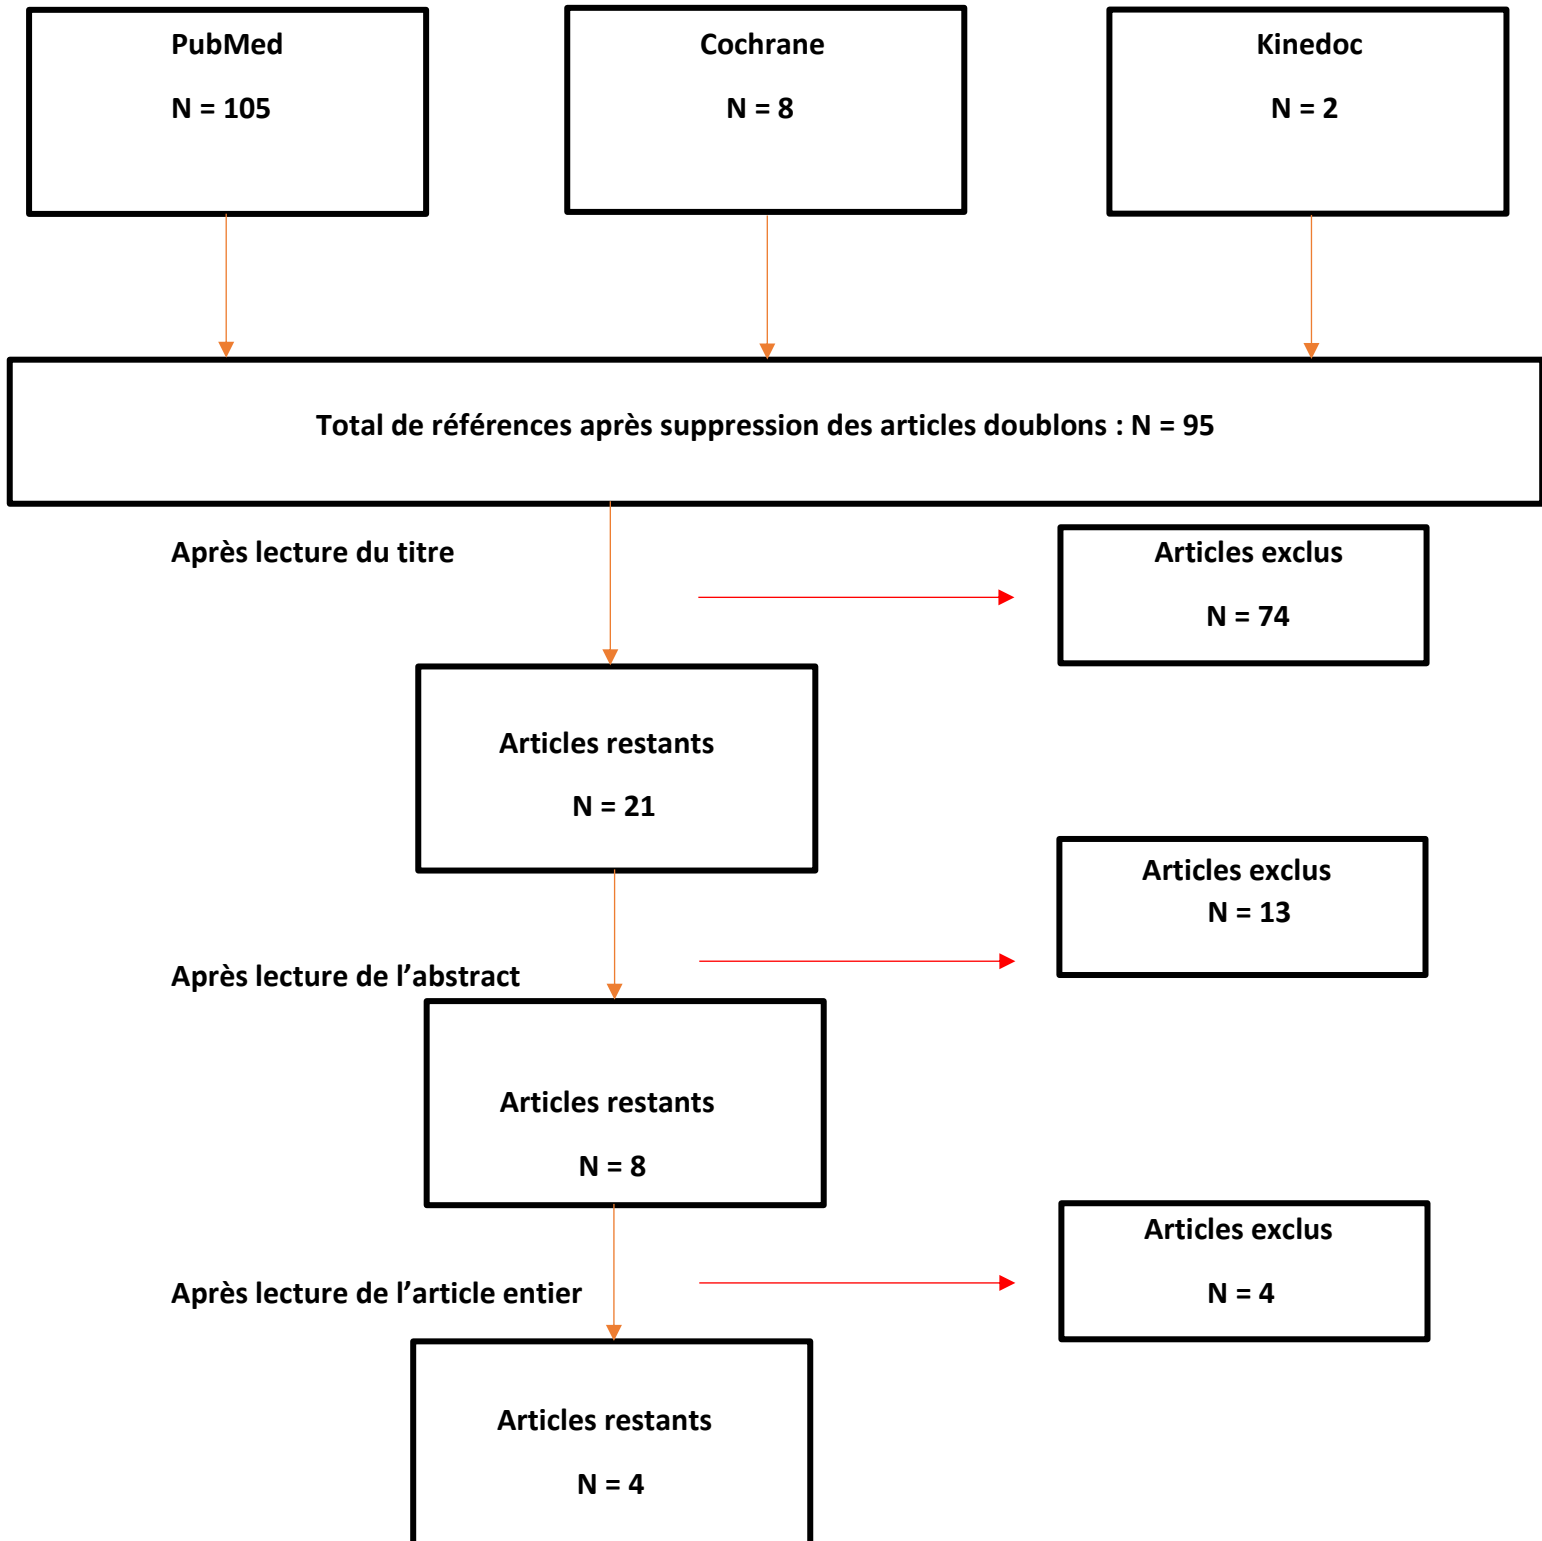 PubMed
N = 105
Cochrane
N = 8
Kinedoc
N = 2
Total de références après suppression des articles doublons : N = 95
Après lecture du titre
Articles exclus
N = 74
Articles restants
N = 21
Articles exclus
N = 13
Après lecture de l’abstract
Articles restants
N = 8
Articles exclus
N = 4
Après lecture de l’article entier
Articles restants
N = 4